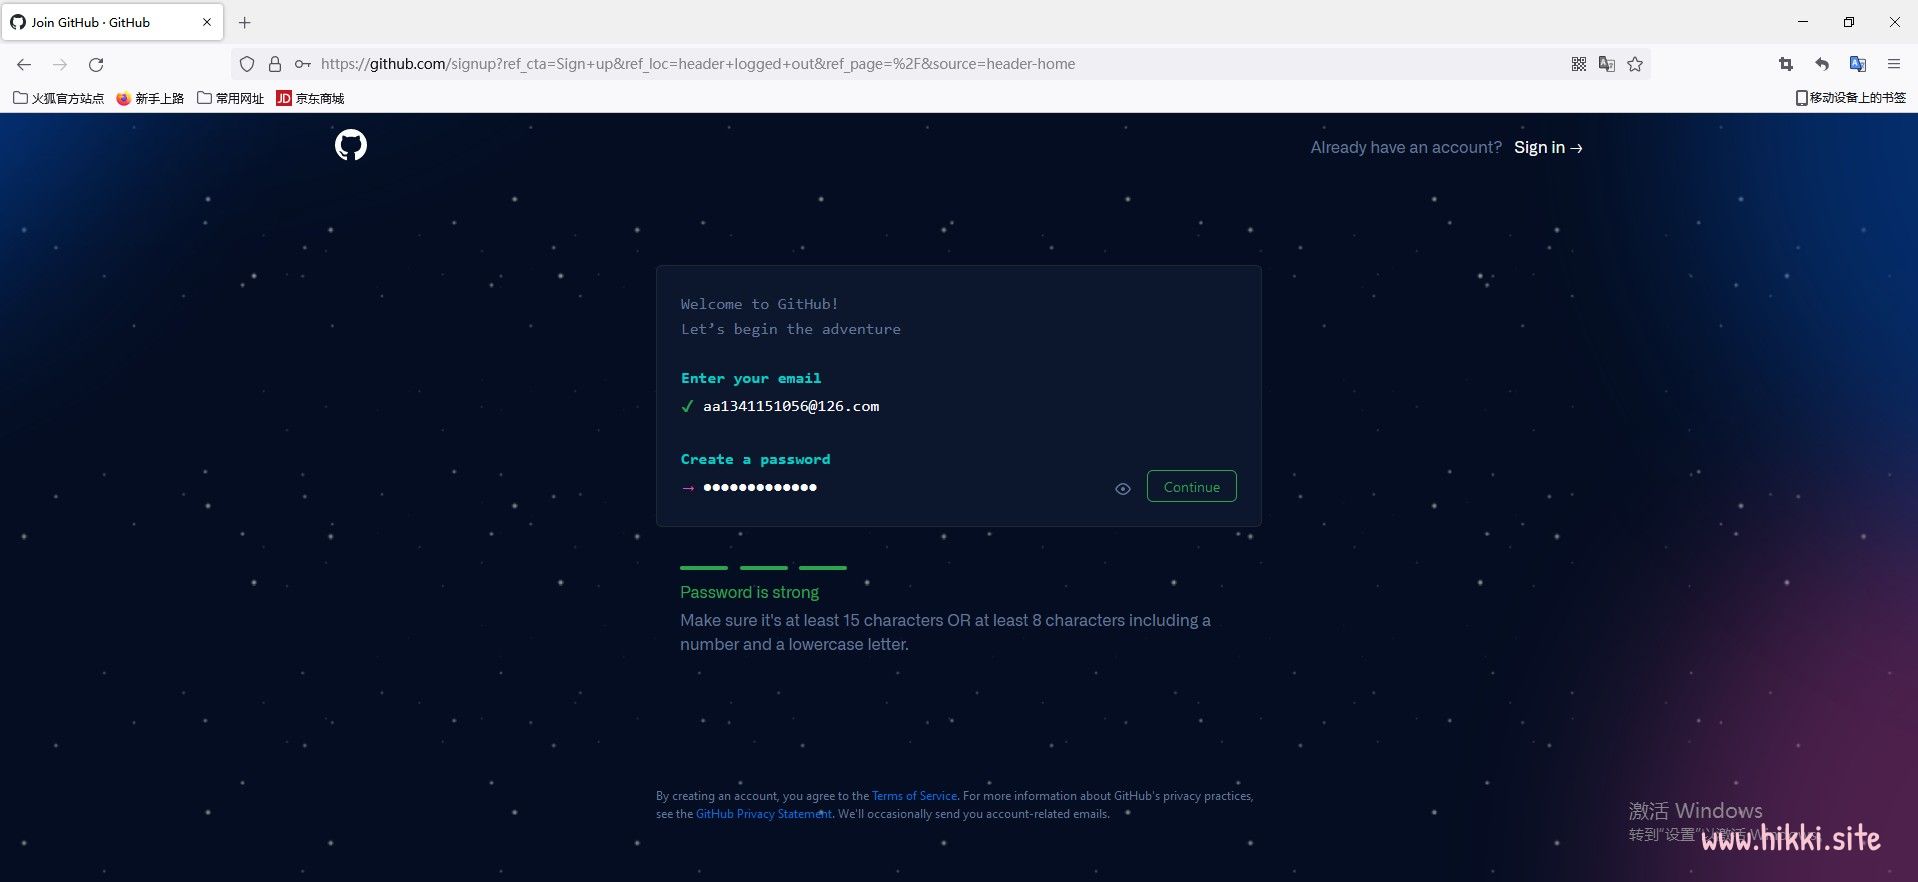 Join GitHub · GitHub
https://github.com/signup?ref_cta=Sign+up&ref_loc=header+logged+out&ref_page=%2F&source=header-home
火狐官方站点 新手上路 常用网址 JD 京东商城 移动设备上的书签
Already have an account? Sign in →
Welcome to GitHub!
Let’s begin the adventure
Enter your email
✓ aa1341151056@126.com
Create a password
→ ●●●●●●●●●●●●● Continue
Password is strong
Make sure it's at least 15 characters OR at least 8 characters including a
number and a lowercase letter.
By creating an account, you agree to the Terms of Service. For more information about GitHub's privacy practices,
see the GitHub Privacy Statement. We'll occasionally send you account-related emails.
激活 Windows
转到“设置”以激活 Windows。
www.hikki.site